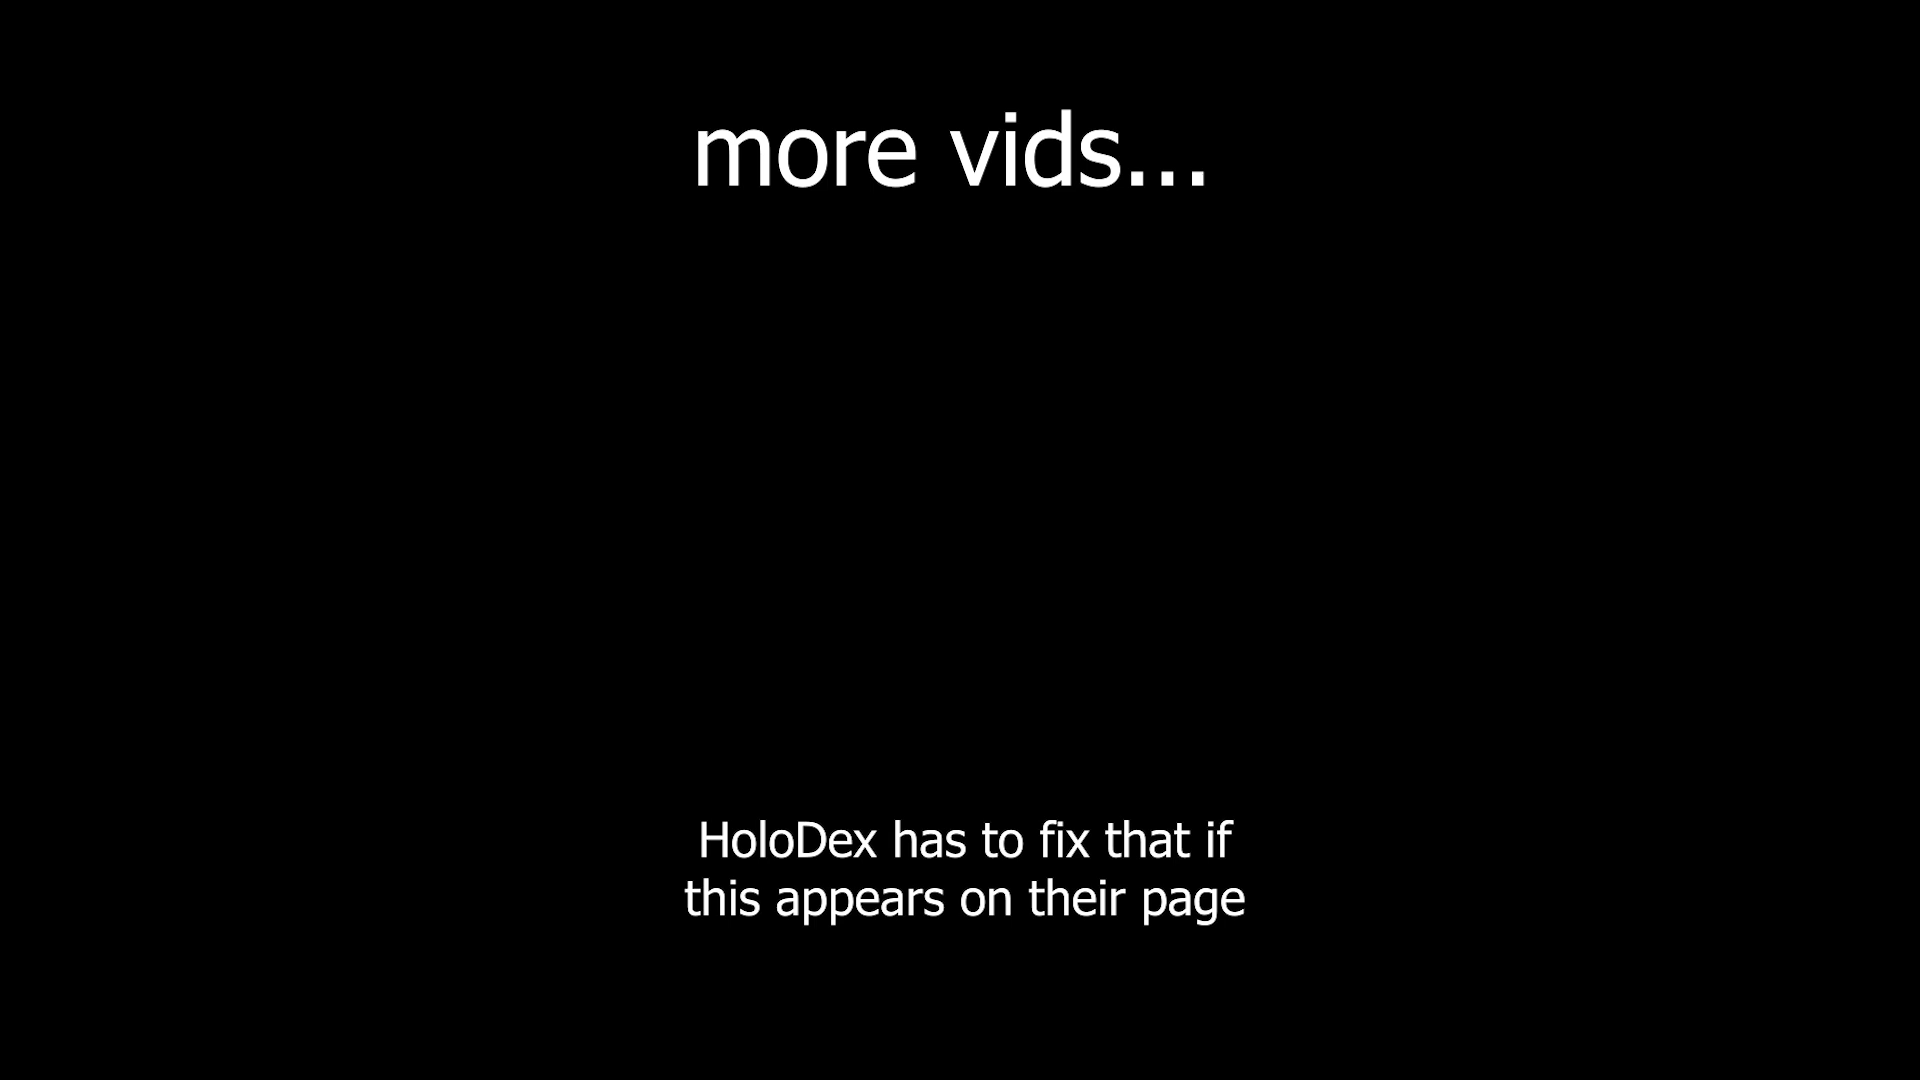 more vids...
HoloDex has to fix that if
this appears on their page